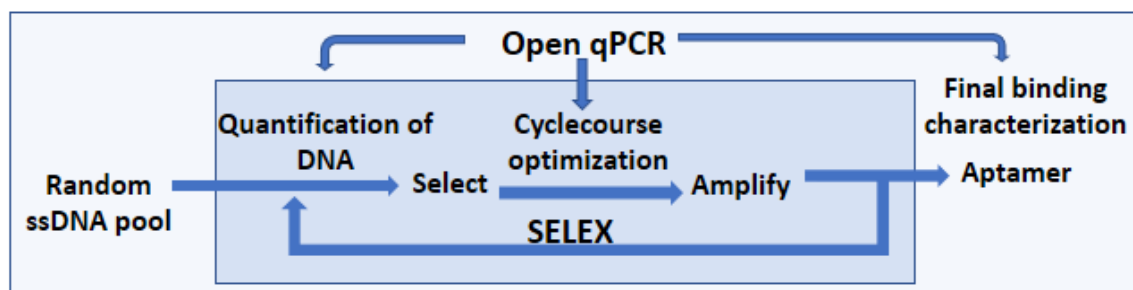 Open qPCR
Final binding
characterization
Quantification of
DNA
Cyclecourse
optimization
Random
ssDNA pool
Select
Amplify
Aptamer
SELEX